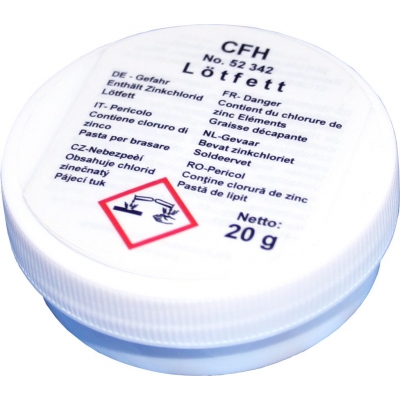 CFH
No. 52 342
Lötfett
DE - Gefahr
Enthält Zinkchlorid
Lötfett
IT- Pericolo
Contiene cloruro di
zinco
Pasta per brasare
CZ-Nebezpeėí
Obsahuje chlorid
zinečnatý
Pájecí tuk
FR- Danger
Contient du chlorure de
zinc Eléments
Graisse décapante
NL-Gevaar
Bevat zinkchloriet
Soldeervet
RO-Pericol
Conţine clorură de zinc
Pastă de lipit
Netto:
20 g